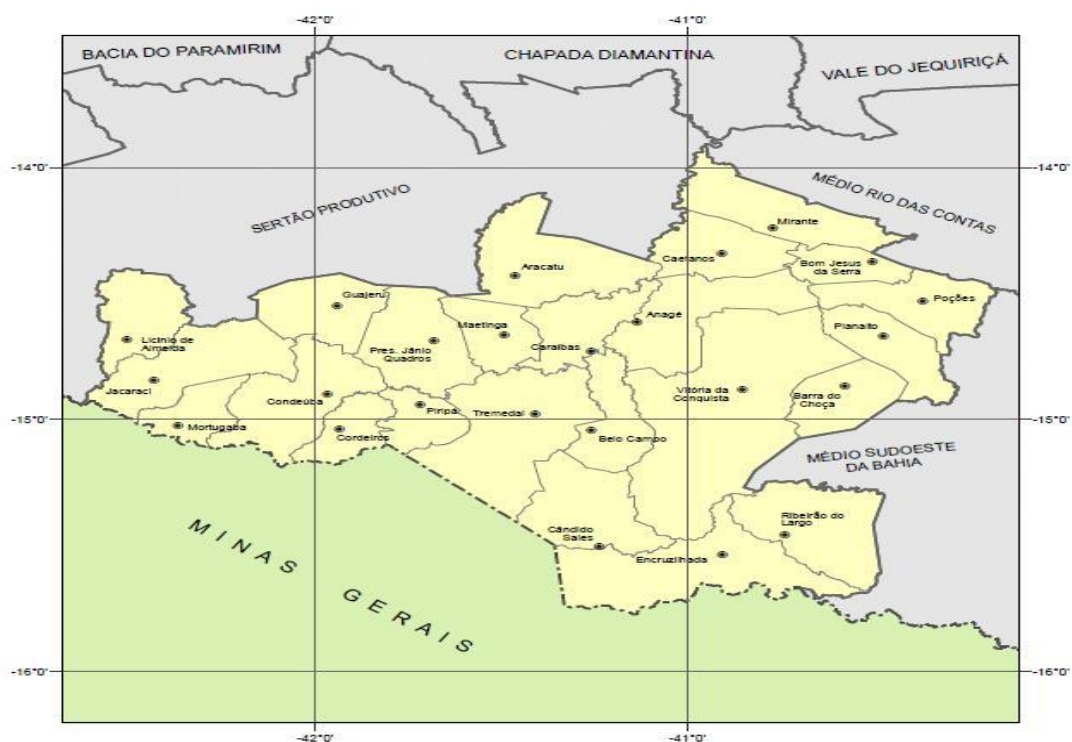 -42°0'
-41°0'
BACIA DO PARAMIRIM
CHAPADA DIAMANTINA
VALE DO JEQUIRIÇÁ
-14°0'
-14°0'
SERTÃO PRODUTIVO
MÉDIO RIO DAS CONTAS
Mirante
Caetanos
Bom Jesus
da Serra
Aracatu
Guajeru
Poções
Anagé
Maetinga
Planalto
Licínio de
Almeida
Pres. Jânio
Quadros
Caraíbas
Jacaraci
Condeúba
Vitória da
Conquista
Barra do
Choça
Piripá
Tremedal
-15°0'
-15°0'
Mortugaba
Cordeiros
Belo Campo
MÉDIO SUDOESTE
DA BAHIA
Ribeirão do
Largo
Cândido
Sales
Encruzilhada
MINAS GERAIS
-16°0'
-16°0'
-42°0'
-41°0'